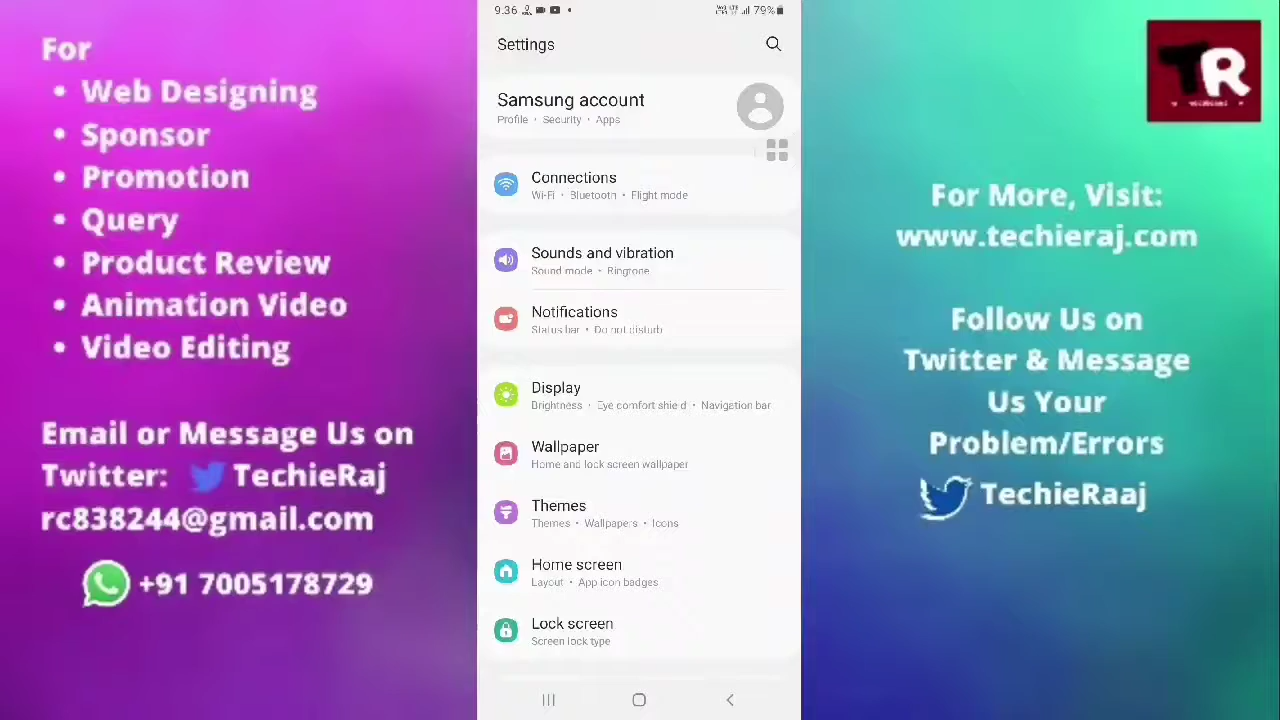 For
• Web Designing
• Sponsor
• Promotion
• Query
• Product Review
• Animation Video
• Video Editing
Email or Message Us on
Twitter: TechieRaj
rc838244@gmail.com
+91 7005178729
9:36 79%
Settings
Samsung account
Profile • Security • Apps
Connections
Wi-Fi • Bluetooth • Flight mode
Sounds and vibration
Sound mode • Ringtone
Notifications
Status bar • Do not disturb
Display
Brightness • Eye comfort shield • Navigation bar
Wallpaper
Home and lock screen wallpaper
Themes
Themes • Wallpapers • Icons
Home screen
Layout • App icon badges
Lock screen
Screen lock type
TR
For More, Visit:
www.techieraj.com
Follow Us on
Twitter & Message
Us Your
Problem/Errors
TechieRaaj